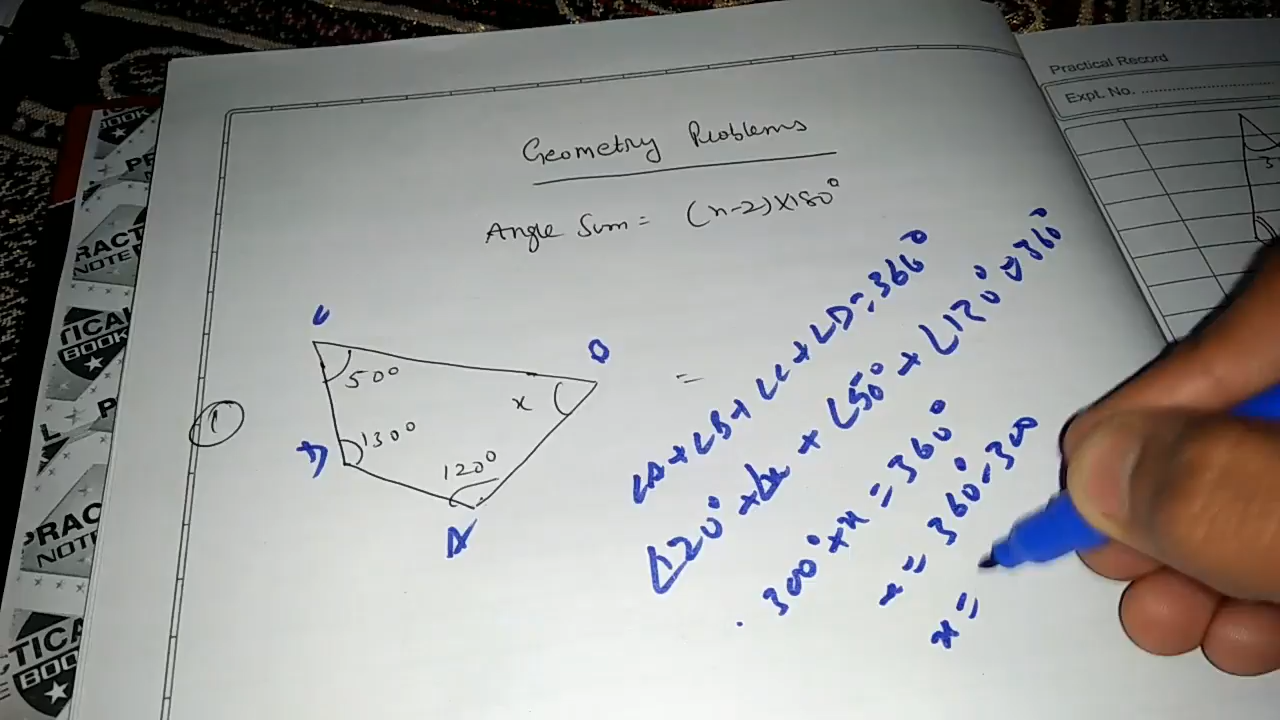 Practical Record
Expt. No.
Geometry Problems
Angle Sum = (n-2)×180°
1
C
50°
B
x
D
130°
120°
A
=
∠A+∠B+∠C+∠D=360°
∠120°+∠x+∠50°+∠120°=360°
300°+x=360°
x=360°-300
x=